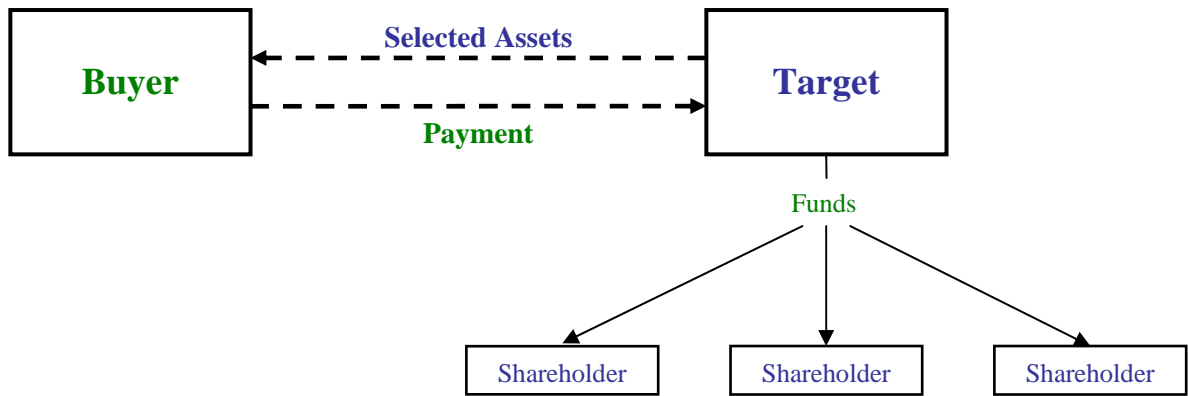 Selected Assets
Buyer
Target
Payment
Funds
Shareholder
Shareholder
Shareholder